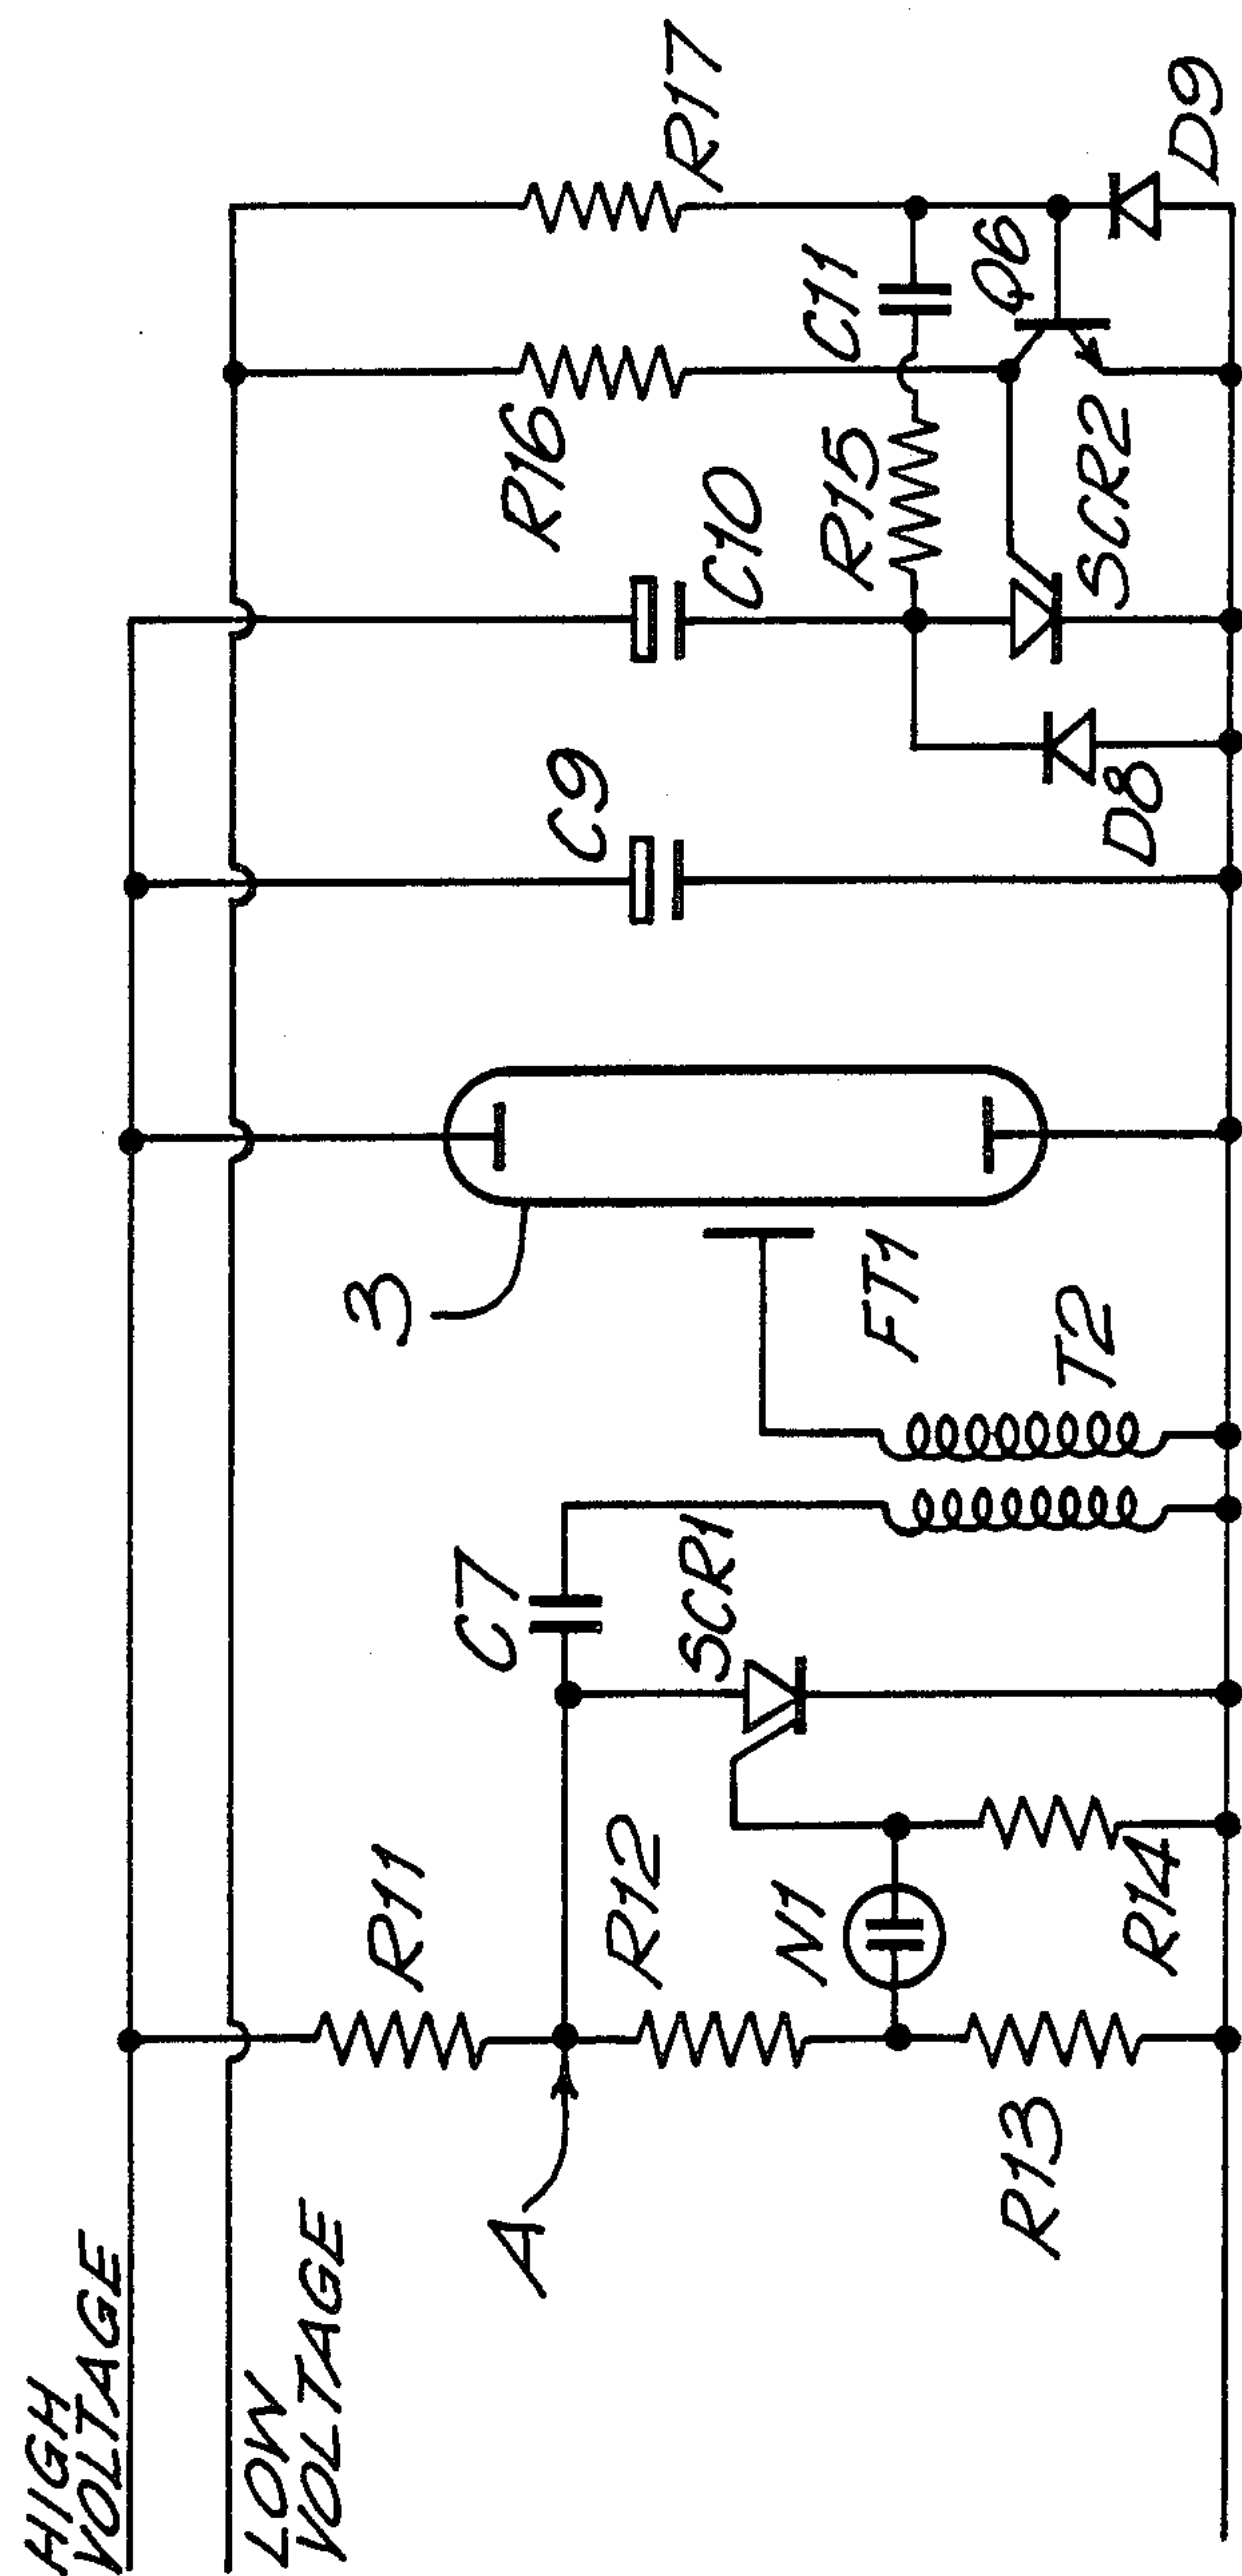 HIGH
VOLTAGE
LOW
VOLTAGE
A
R11
R12
R13
N1
R14
C7
SCR1
T2
FT1
3
C9
D8
C10
R15
SCR2
R16
C11
Q6
R17
D9